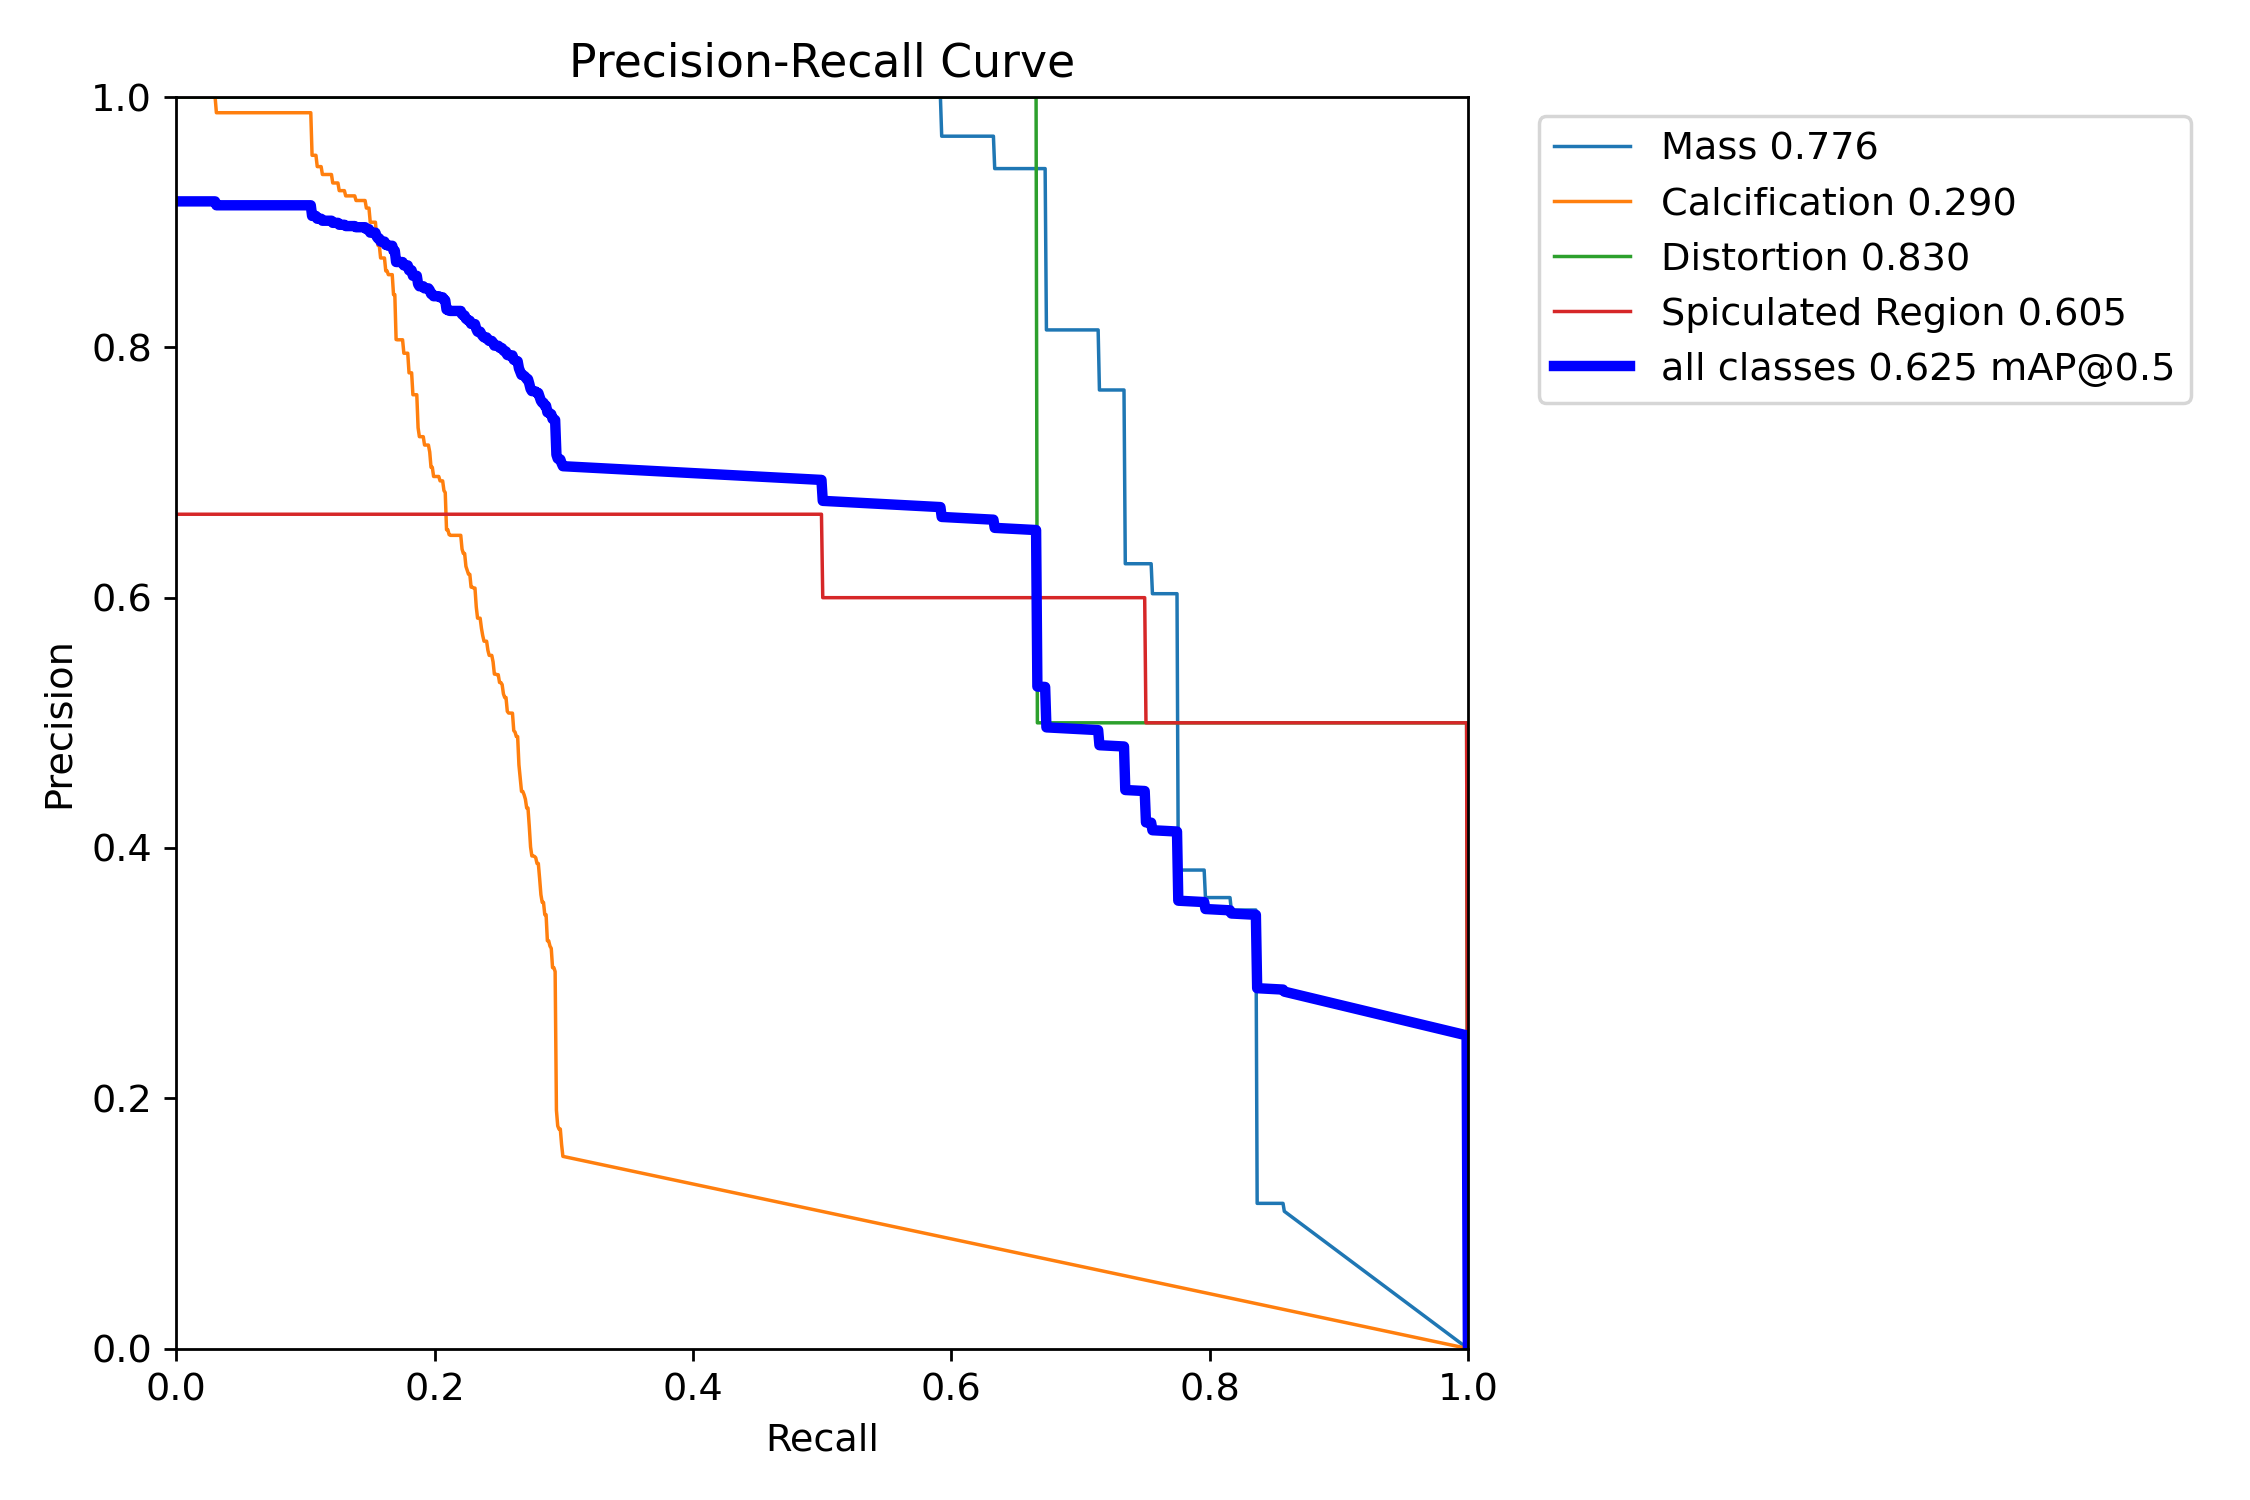 Precision-Recall Curve
1.0
0.8
0.6
0.4
0.2
0.0
Precision
0.0 0.2 0.4 0.6 0.8 1.0
Recall
Mass 0.776
Calcification 0.290
Distortion 0.830
Spiculated Region 0.605
all classes 0.625 mAP@0.5